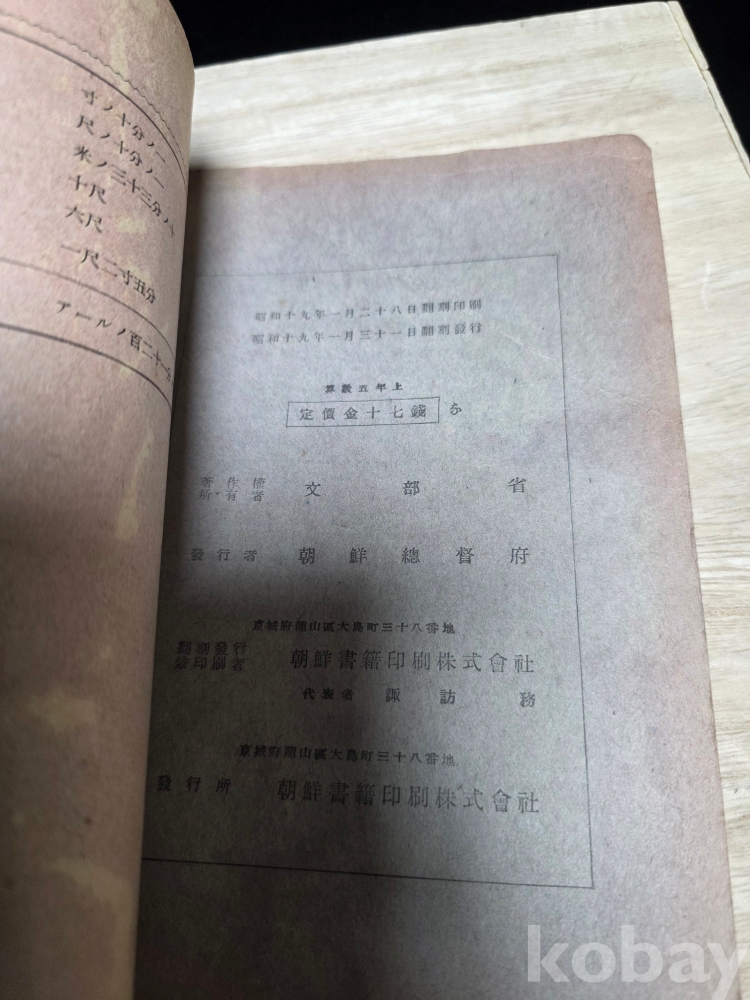 寸ノ十分ノ一
尺ノ十分ノ一
米ノ三十三分ノ十
十尺
六尺
一尺二寸五分
アールノ百二十一分
昭和十九年一月二十八日翻刻印刷
昭和十九年一月三十一日翻刻發行
算數五年上
定價金十七錢
著作權所有者 文部省
發行者 朝鮮總督府
京城府龍山區大島町三十八番地
翻刻發行兼印刷者 朝鮮書籍印刷株式會社
代表者 諏訪務
京城府龍山區大島町三十八番地
發行所 朝鮮書籍印刷株式會社
kobay